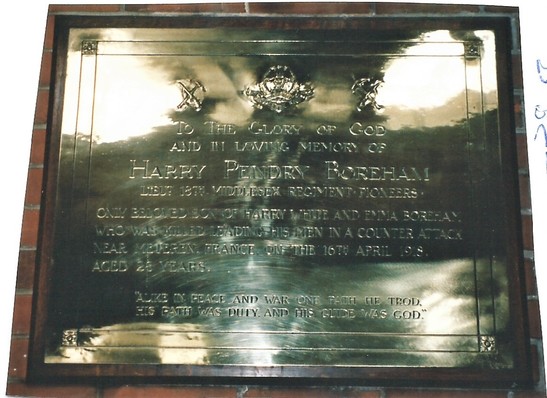 To The Glory of God
and in loving memory of
Harry Pendry Boreham
Lieut 18th Middlesex Regiment Pioneers.
Only beloved son of Harry White and Emma Boreham,
who was killed leading his men in a counter attack
near Meteren, France, on the 16th April 1918.
Aged 28 years.
"Alike in peace and war one path he trod,
his path was duty and his guide was God."